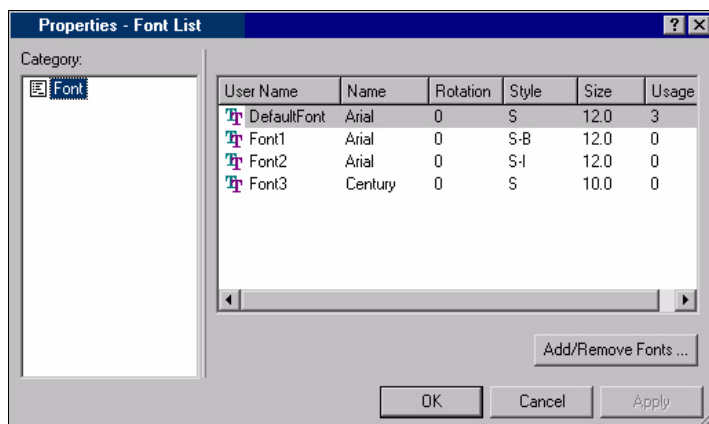 Properties - Font List
Category:
Font
User Name Name Rotation Style Size Usage
DefaultFont Arial 0 S 12.0 3
Font1 Arial 0 S-B 12.0 0
Font2 Arial 0 S-I 12.0 0
Font3 Century 0 S 10.0 0
Add/Remove Fonts ...
OK Cancel Apply